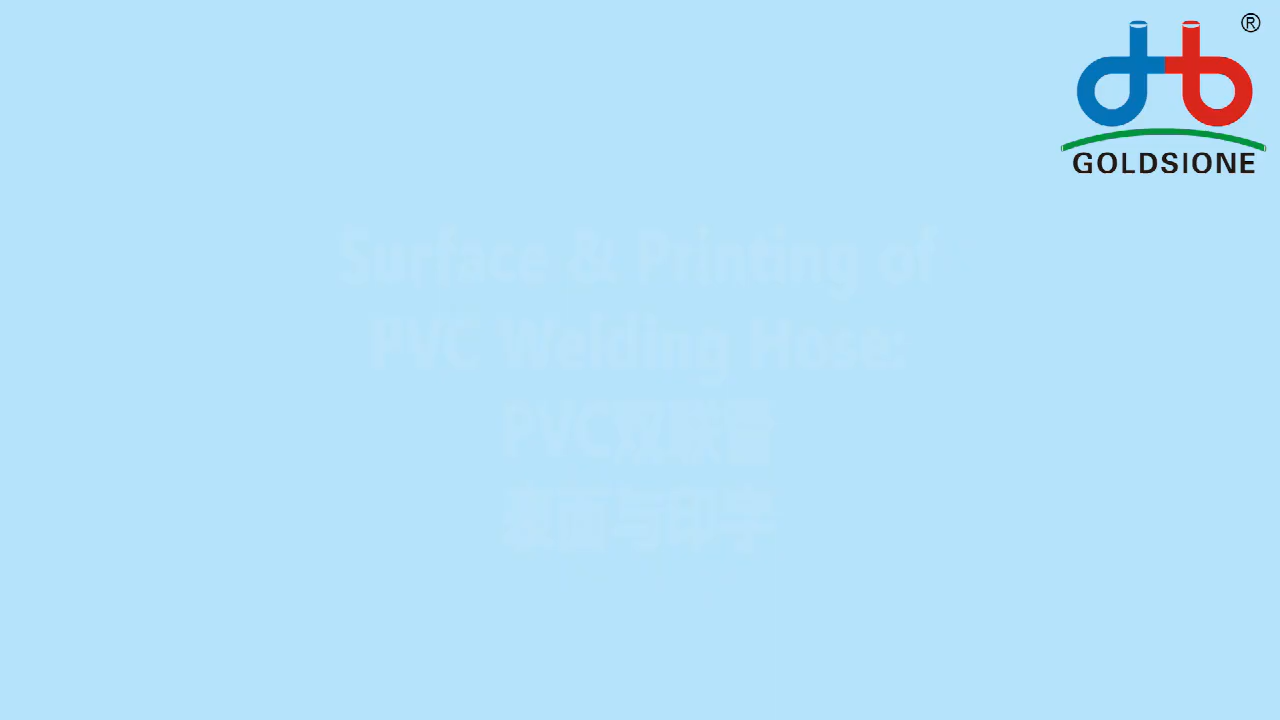 ®
GOLDSIONE
Surface & Printing of
PVC Welding Hose:
PVC双联管
表面与印字